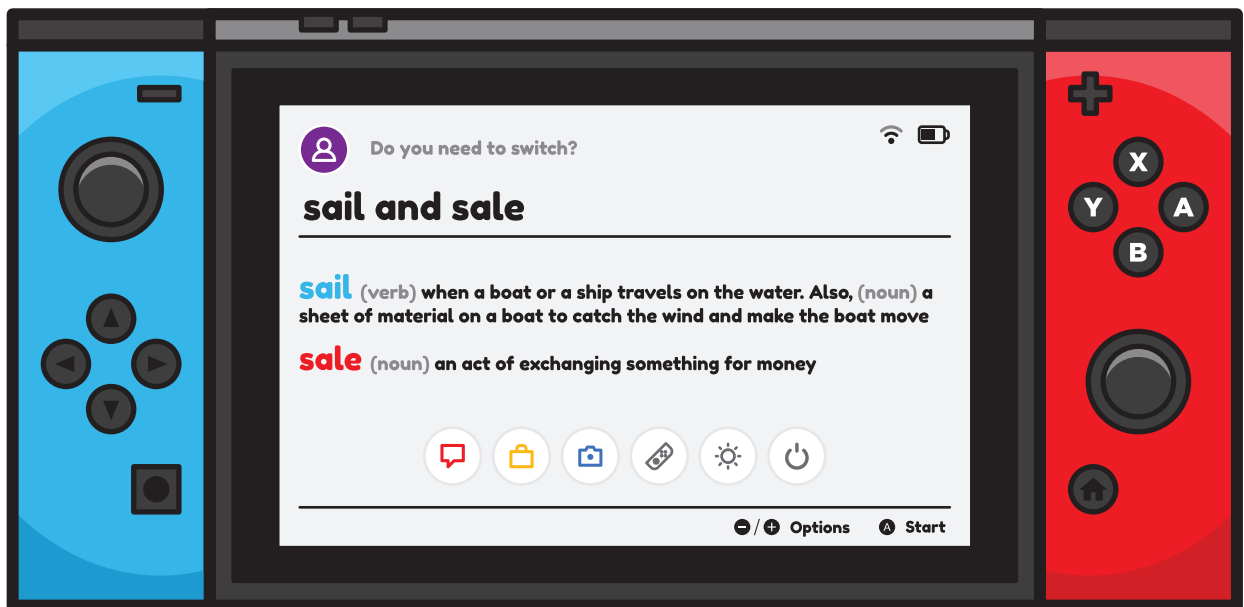 Do you need to switch?
sail and sale
sail (verb) when a boat or a ship travels on the water. Also, (noun) a
sheet of material on a boat to catch the wind and make the boat move
sale (noun) an act of exchanging something for money
X
Y A
B
-/+ Options A Start